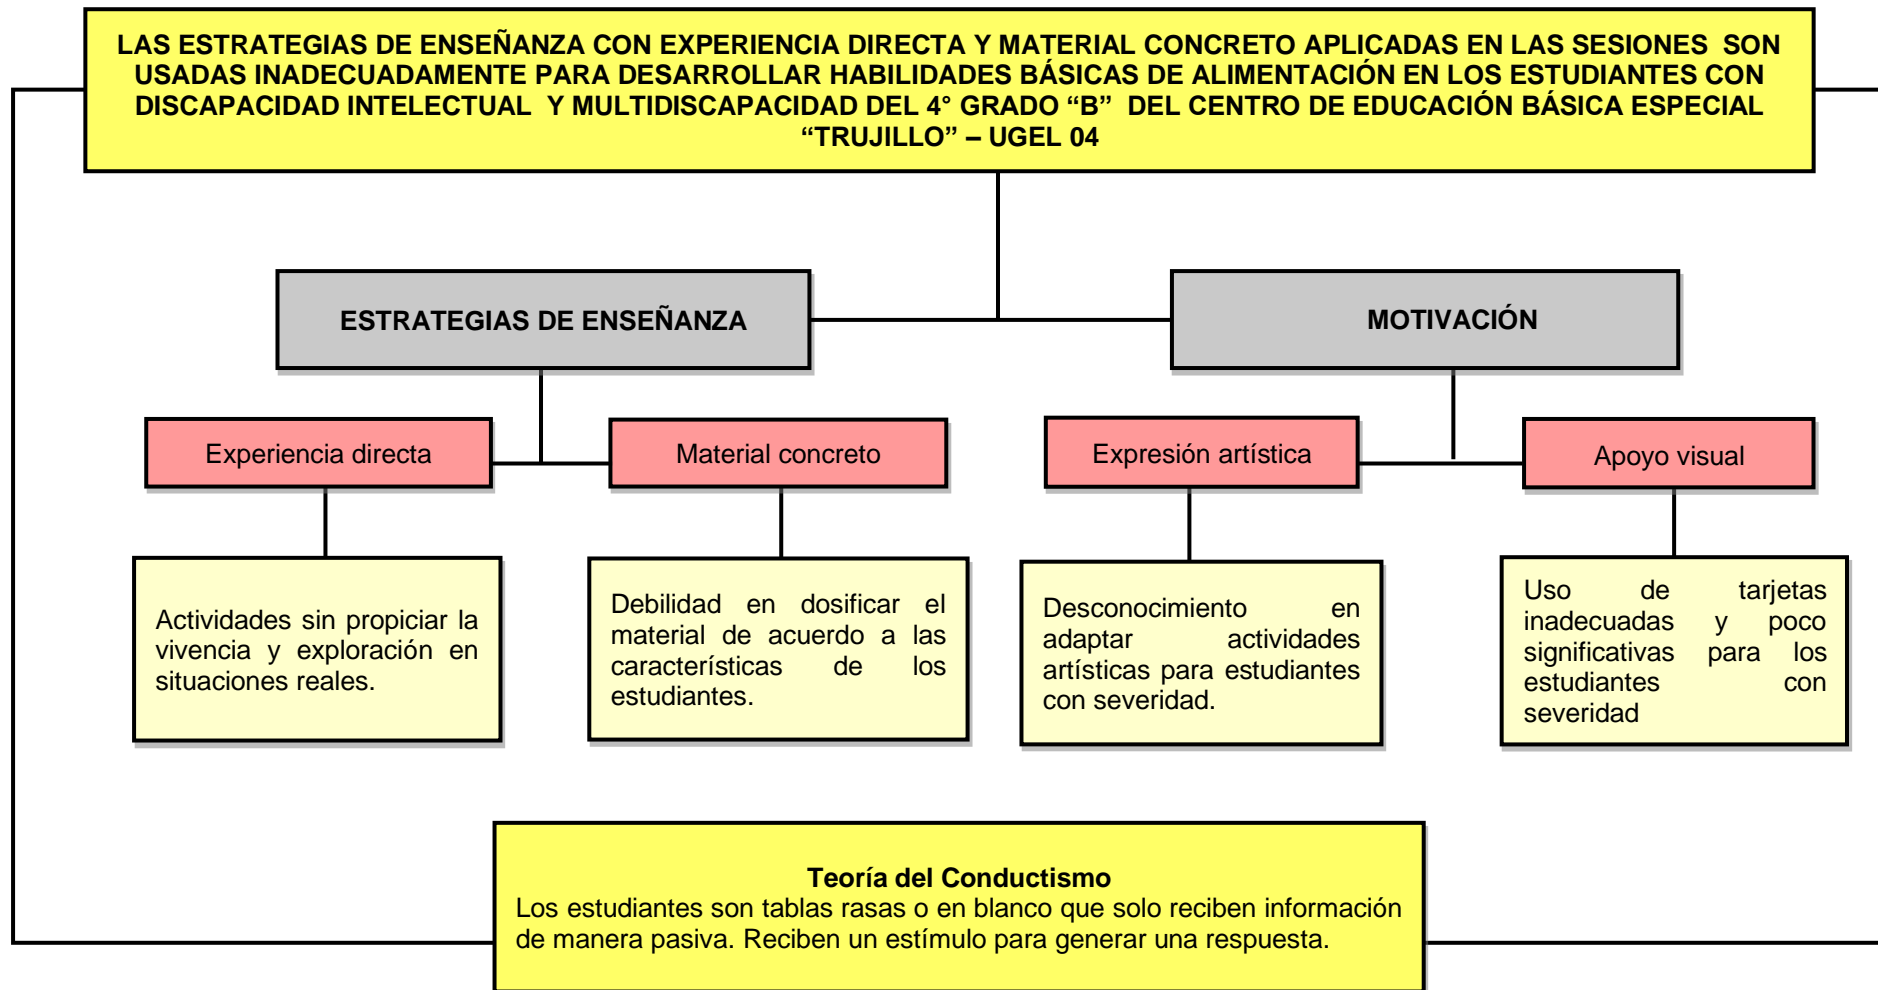 LAS ESTRATEGIAS DE ENSEÑANZA CON EXPERIENCIA DIRECTA Y MATERIAL CONCRETO APLICADAS EN LAS SESIONES  SON
USADAS INADECUADAMENTE PARA DESARROLLAR HABILIDADES BÁSICAS DE ALIMENTACIÓN EN LOS ESTUDIANTES CON
DISCAPACIDAD INTELECTUAL  Y MULTIDISCAPACIDAD DEL 4° GRADO “B”  DEL CENTRO DE EDUCACIÓN BÁSICA ESPECIAL
“TRUJILLO” – UGEL 04
ESTRATEGIAS DE ENSEÑANZA
MOTIVACIÓN
Experiencia directa
Material concreto
Expresión artística
Apoyo visual
Actividades sin propiciar la
vivencia y exploración en
situaciones reales.
Debilidad en dosificar el
material de acuerdo a las
características de los
estudiantes.
Desconocimiento en
adaptar actividades
artísticas para estudiantes
con severidad.
Uso de tarjetas
inadecuadas y poco
significativas para los
estudiantes con
severidad
Teoría del Conductismo
Los estudiantes son tablas rasas o en blanco que solo reciben información
de manera pasiva. Reciben un estímulo para generar una respuesta.